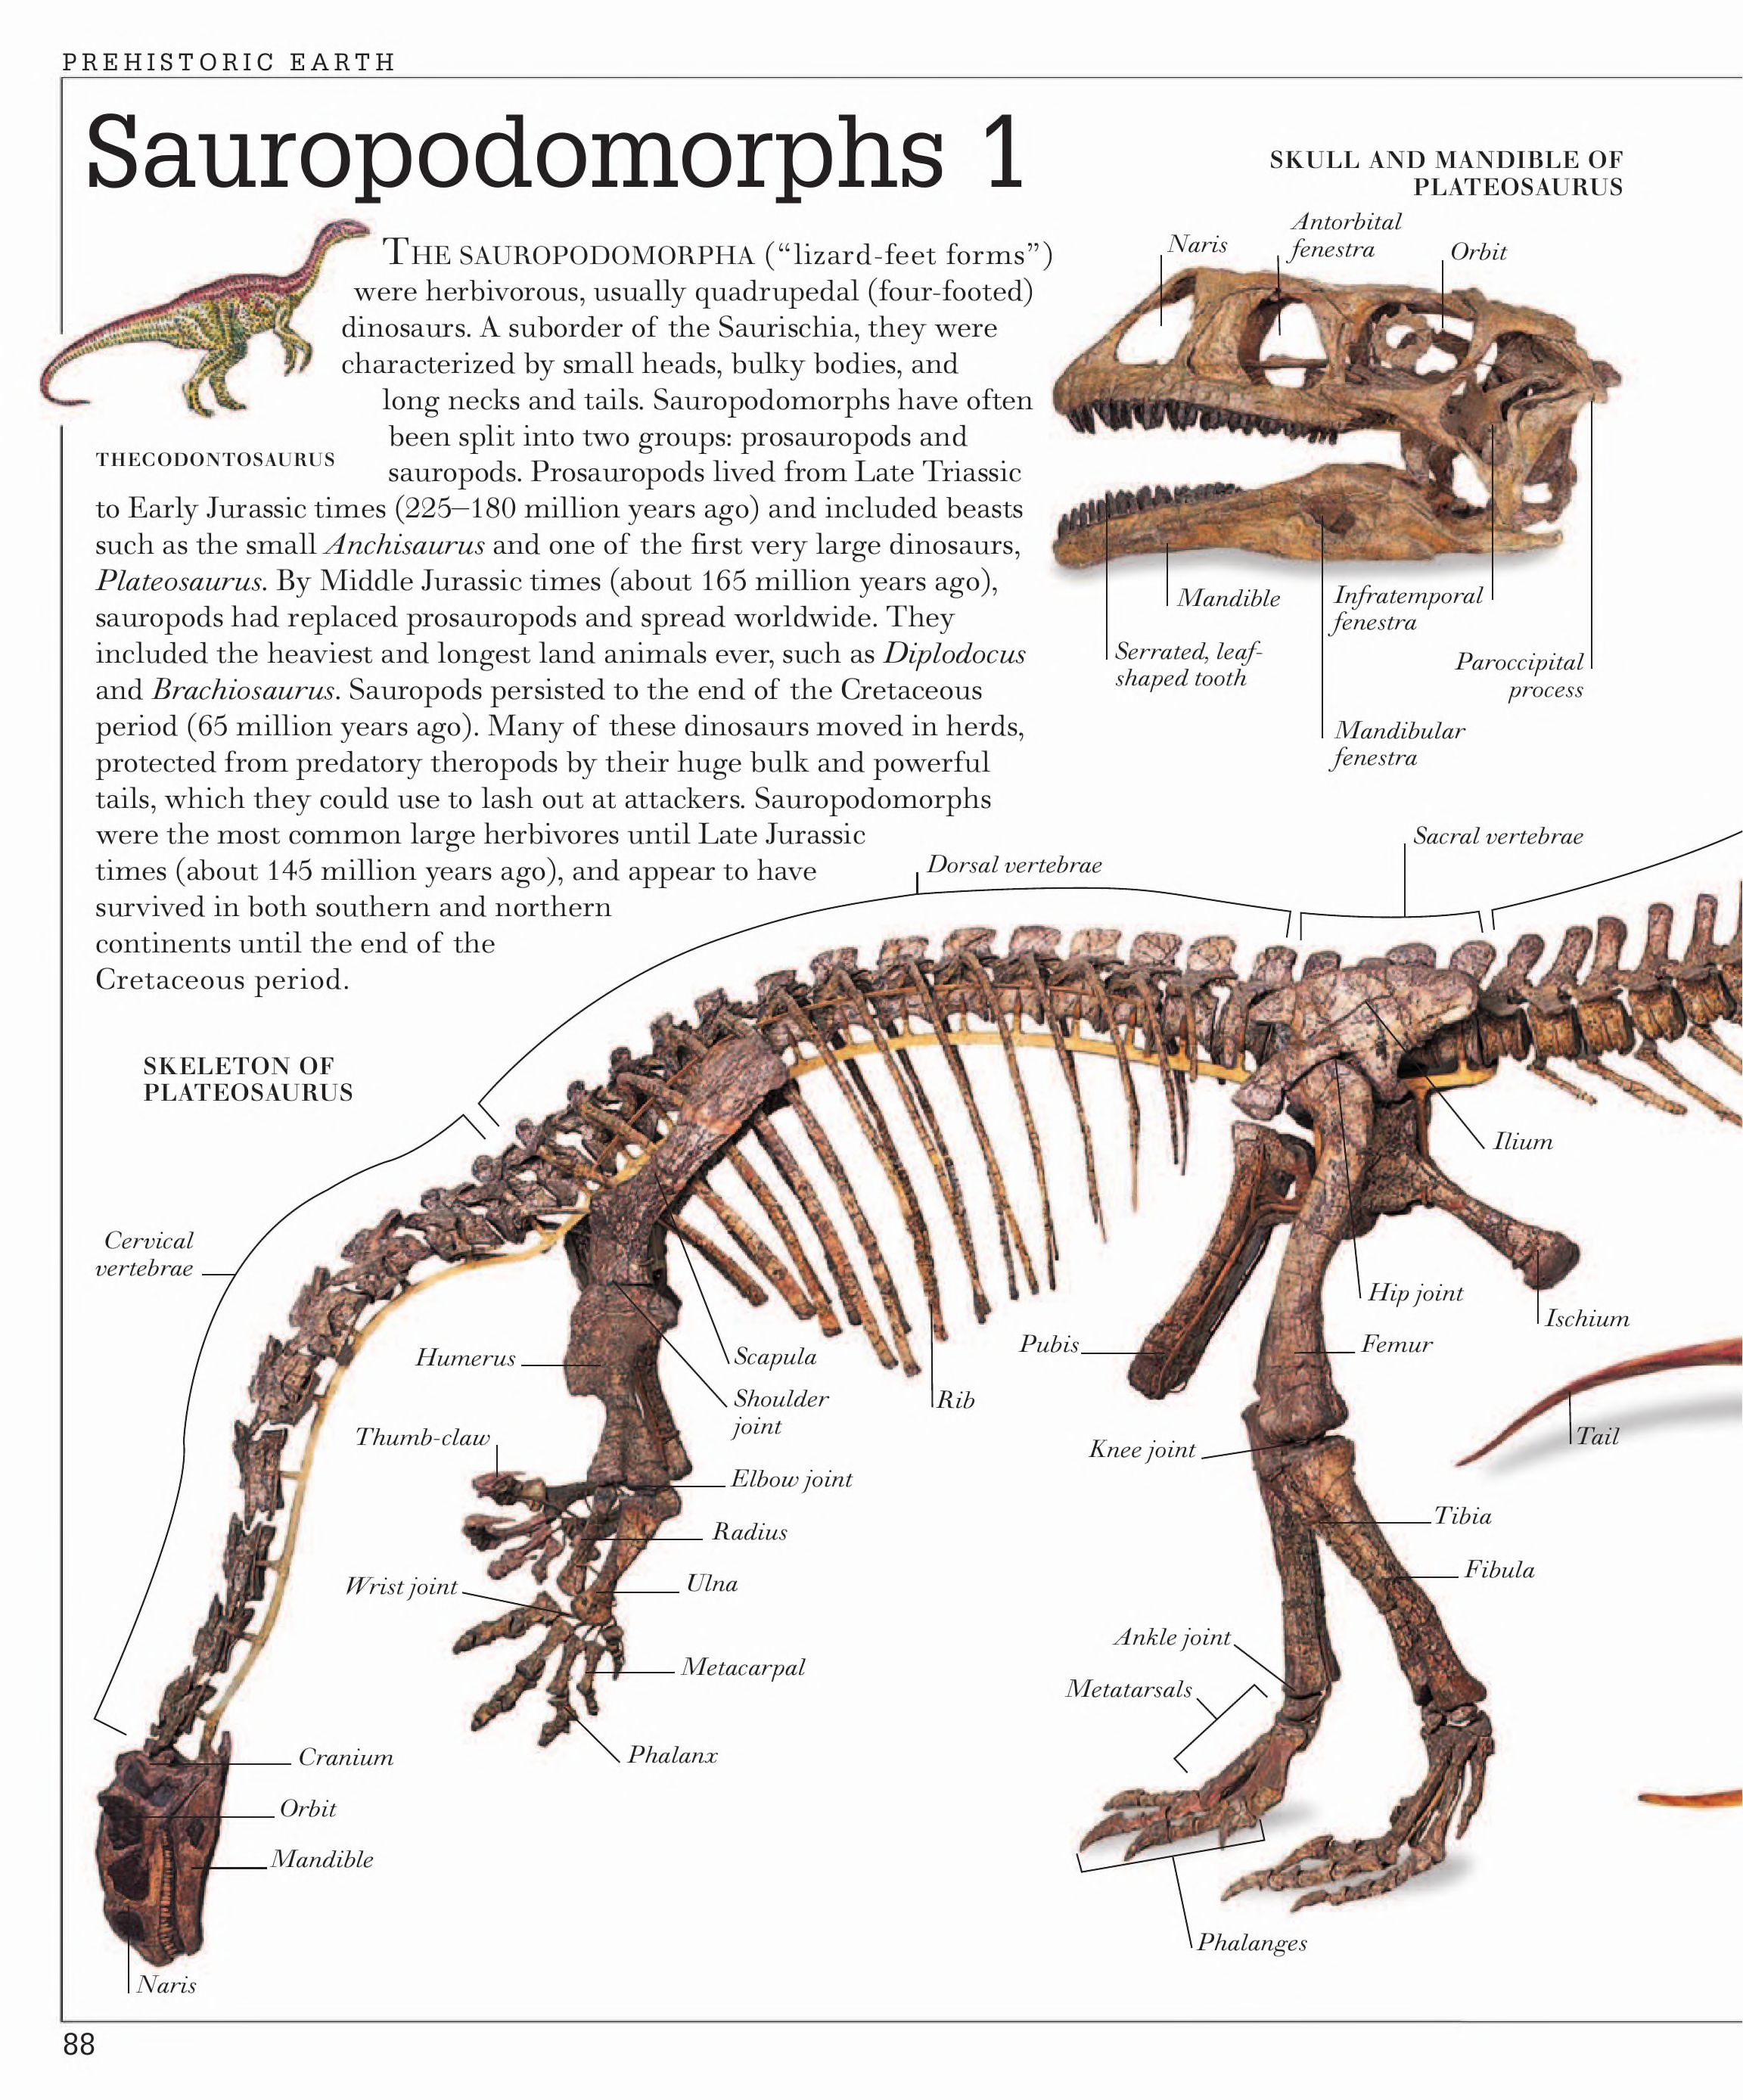 PREHISTORIC EARTH
Sauropodomorphs 1
THE SAUROPODOMORPHA (“lizard-feet forms”)
were herbivorous, usually quadrupedal (four-footed)
dinosaurs. A suborder of the Saurischia, they were
characterized by small heads, bulky bodies, and
long necks and tails. Sauropodomorphs have often
been split into two groups: prosauropods and
sauropods. Prosauropods lived from Late Triassic
to Early Jurassic times (225–180 million years ago) and included beasts
such as the small Anchisaurus and one of the first very large dinosaurs,
Plateosaurus. By Middle Jurassic times (about 165 million years ago),
sauropods had replaced prosauropods and spread worldwide. They
included the heaviest and longest land animals ever, such as Diplodocus
and Brachiosaurus. Sauropods persisted to the end of the Cretaceous
period (65 million years ago). Many of these dinosaurs moved in herds,
protected from predatory theropods by their huge bulk and powerful
tails, which they could use to lash out at attackers. Sauropodomorphs
were the most common large herbivores until Late Jurassic
times (about 145 million years ago), and appear to have
survived in both southern and northern
continents until the end of the
Cretaceous period.
THECODONTOSAURUS
SKULL AND MANDIBLE OF
PLATEOSAURUS
Naris
Antorbital
fenestra
Orbit
Mandible
Infratemporal
fenestra
Serrated, leaf-
shaped tooth
Paroccipital
process
Mandibular
fenestra
SKELETON OF
PLATEOSAURUS
Dorsal vertebrae
Sacral vertebrae
Cervical
vertebrae
Ilium
Hip joint
Ischium
Pubis
Femur
Humerus
Scapula
Shoulder
joint
Rib
Tail
Thumb-claw
Knee joint
Elbow joint
Radius
Tibia
Wrist joint
Ulna
Fibula
Ankle joint
Metacarpal
Metatarsals
Phalanx
Cranium
Orbit
Mandible
Phalanges
Naris
88